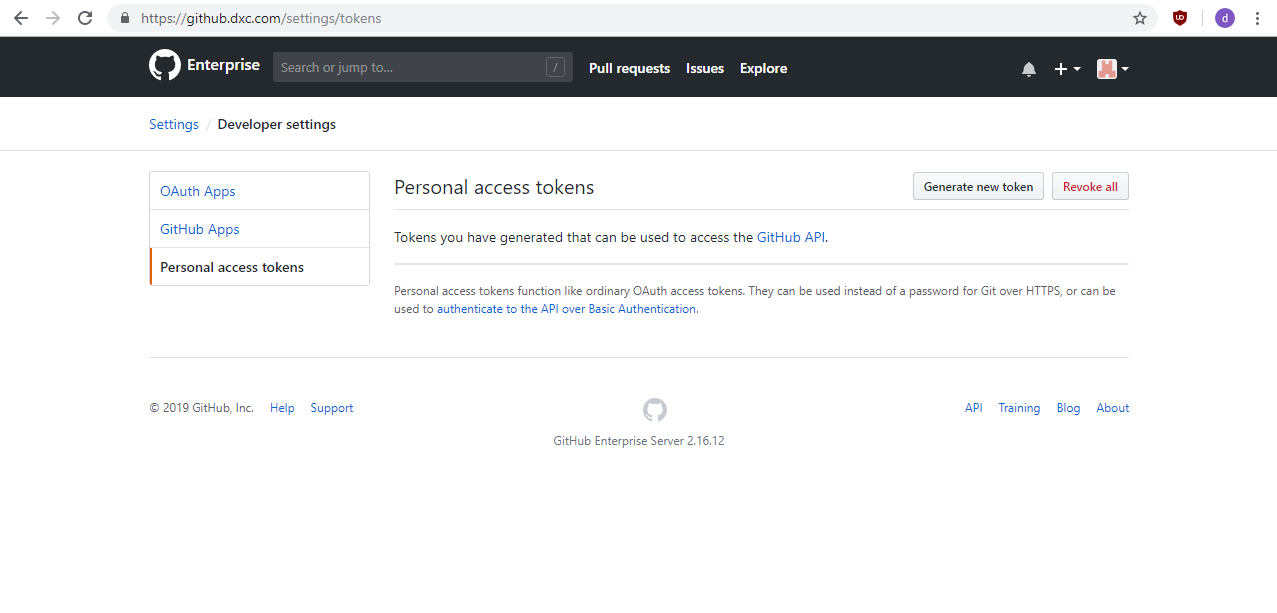 https://github.dxc.com/settings/tokens
d
Enterprise Search or jump to... / Pull requests Issues Explore
Settings / Developer settings
OAuth Apps
GitHub Apps
Personal access tokens
Personal access tokens Generate new token Revoke all
Tokens you have generated that can be used to access the GitHub API.
Personal access tokens function like ordinary OAuth access tokens. They can be used instead of a password for Git over HTTPS, or can be
used to authenticate to the API over Basic Authentication.
© 2019 GitHub, Inc. Help Support API Training Blog About
GitHub Enterprise Server 2.16.12